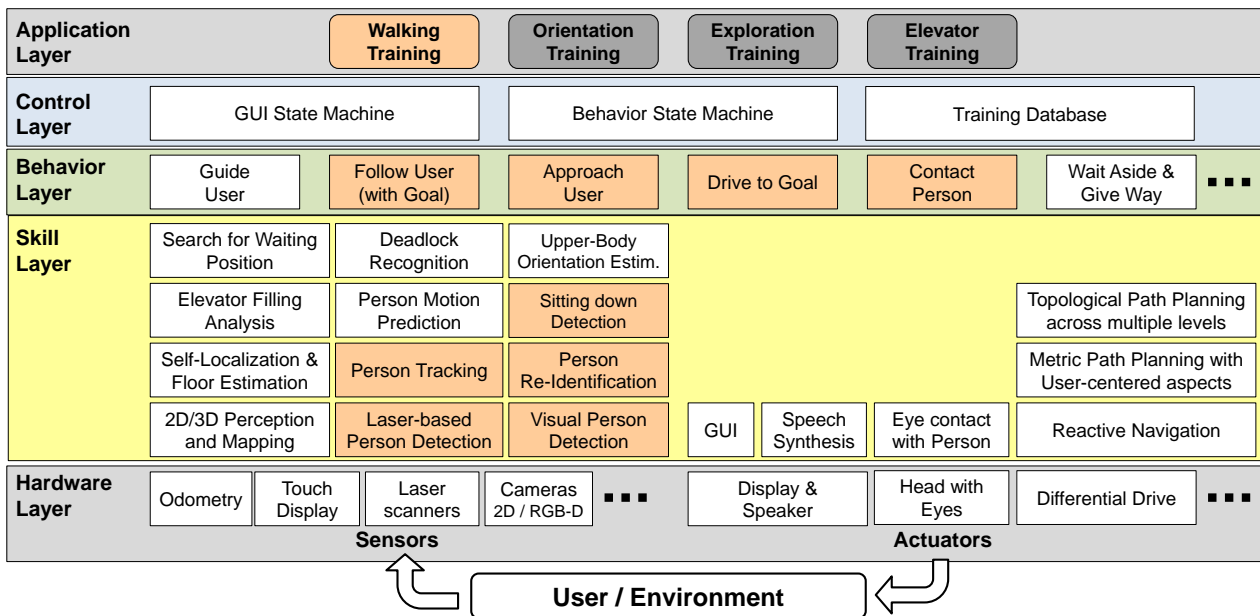 Application
Layer
Walking
Training
Orientation
Training
Exploration
Training
Elevator
Training
Control
Layer
GUI State Machine
Behavior State Machine
Training Database
Behavior
Layer
Guide
User
Follow User
(with Goal)
Approach
User
Drive to Goal
Contact
Person
Wait Aside &
Give Way
Skill
Layer
Search for Waiting
Position
Deadlock
Recognition
Upper-Body
Orientation Estim.
Elevator Filling
Analysis
Person Motion
Prediction
Sitting down
Detection
Topological Path Planning
across multiple levels
Self-Localization &
Floor Estimation
Person Tracking
Person
Re-Identification
Metric Path Planning with
User-centered aspects
2D/3D Perception
and Mapping
Laser-based
Person Detection
Visual Person
Detection
GUI
Speech
Synthesis
Eye contact
with Person
Reactive Navigation
Hardware
Layer
Odometry
Touch
Display
Laser
scanners
Cameras
2D / RGB-D
Display &
Speaker
Head with
Eyes
Differential Drive
Sensors
Actuators
User / Environment